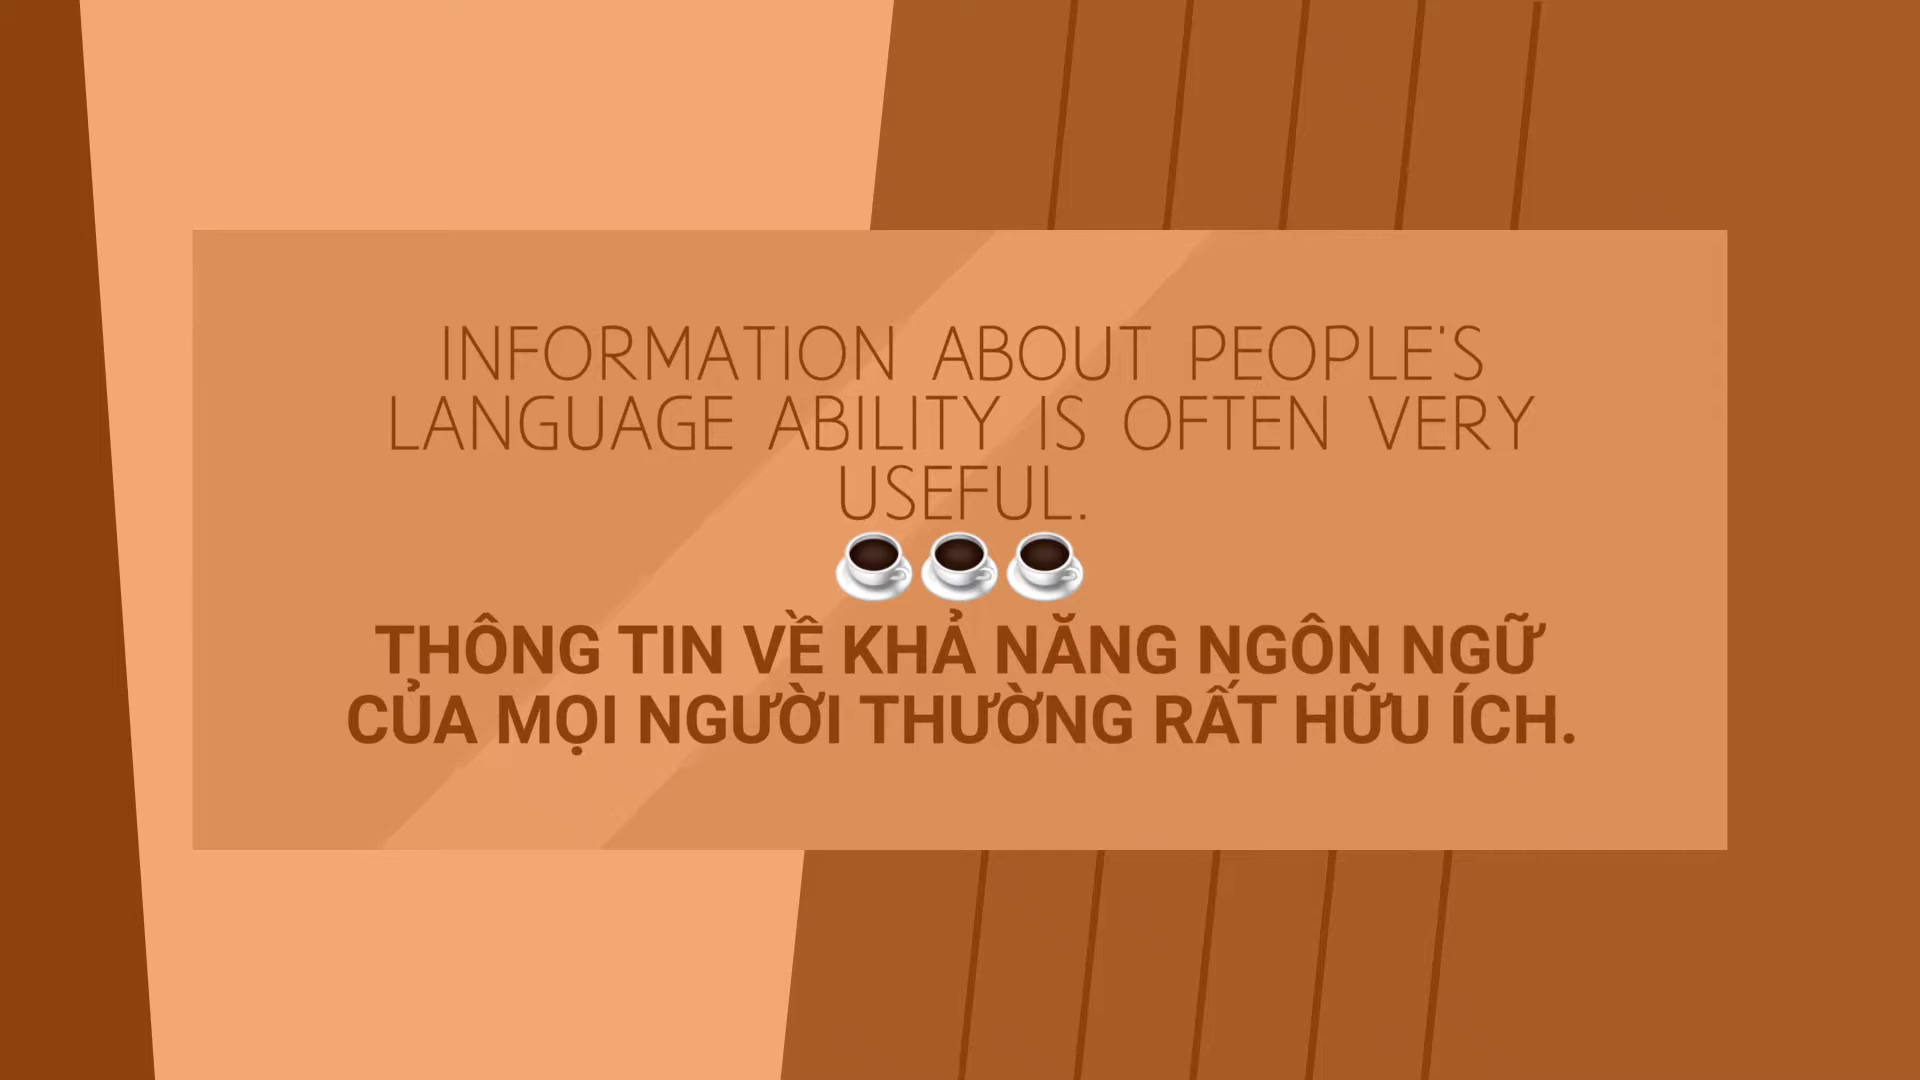 INFORMATION ABOUT PEOPLE'S
LANGUAGE ABILITY IS OFTEN VERY
USEFUL.
THÔNG TIN VỀ KHẢ NĂNG NGÔN NGỮ
CỦA MỌI NGƯỜI THƯỜNG RẤT HỮU ÍCH.